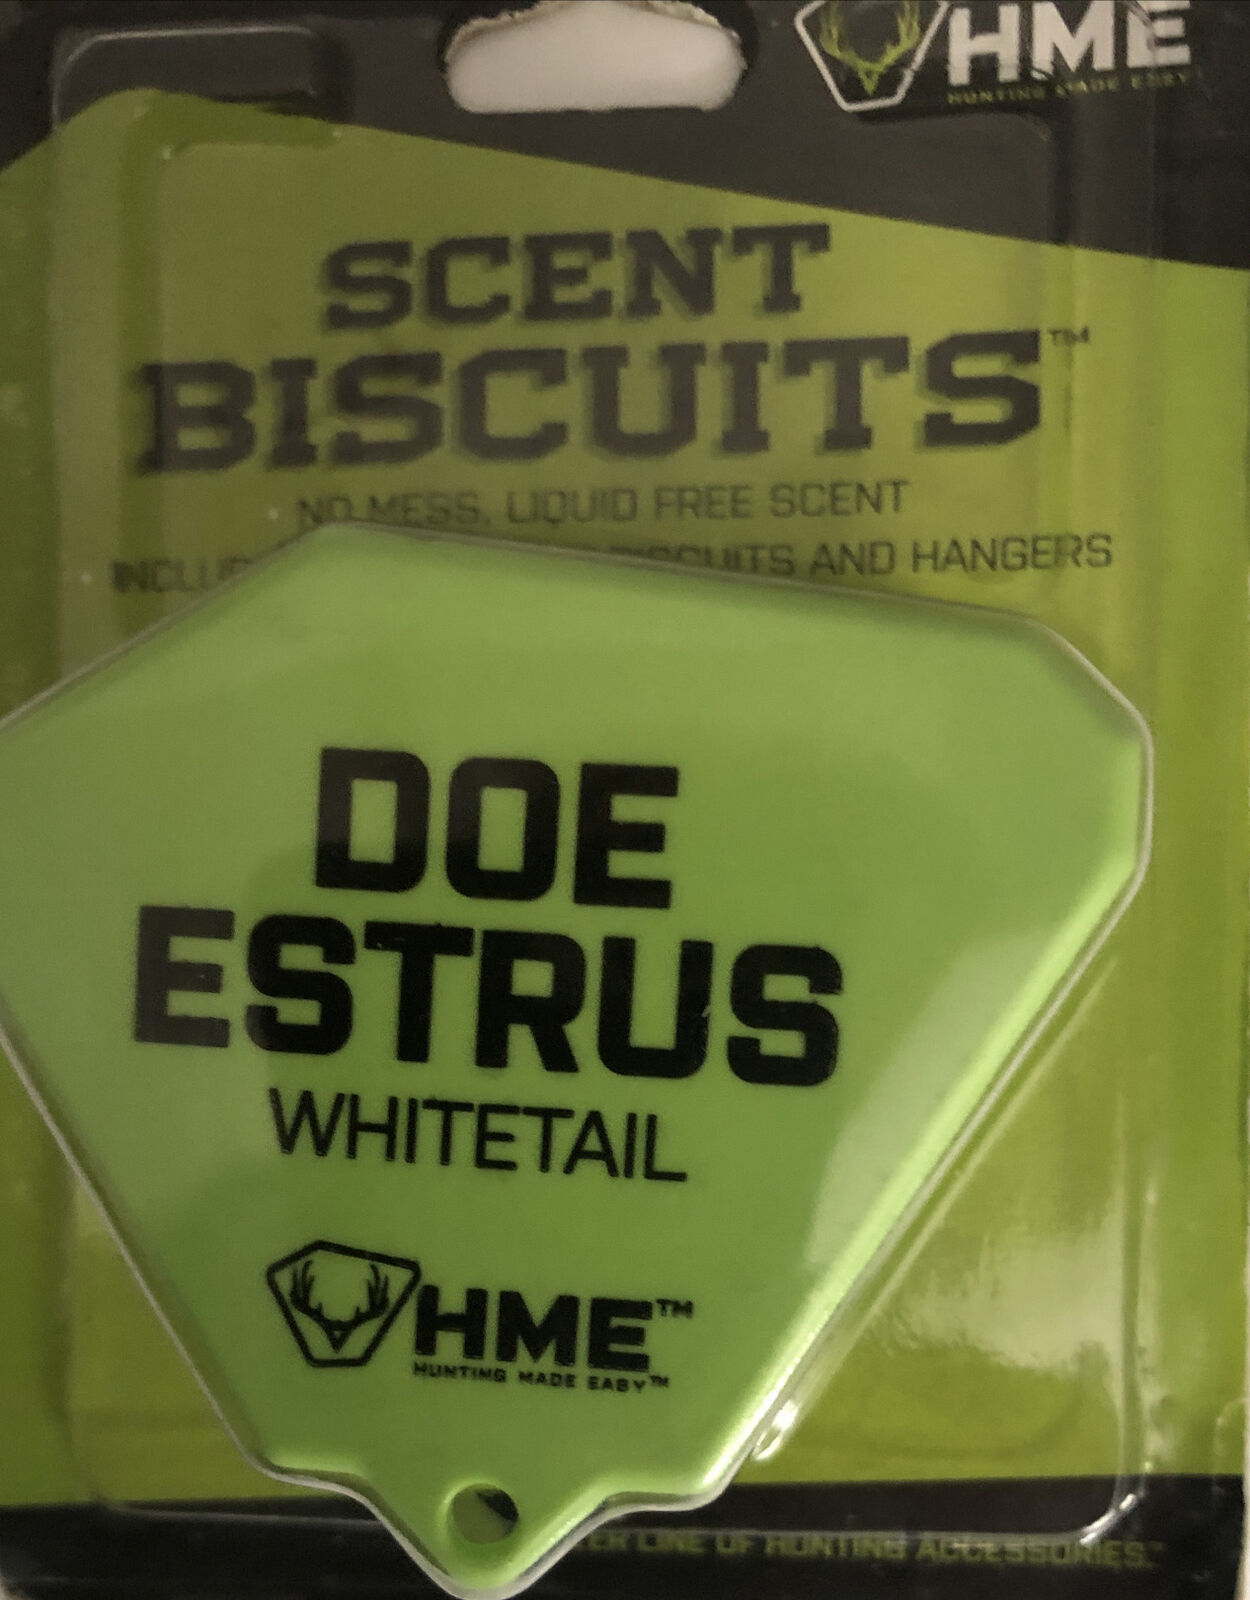 HME
HUNTING MADE EASY
SCENT
BISCUITS™
NO MESS, LIQUID FREE SCENT
BISCUITS AND HANGERS
DOE
ESTRUS
WHITETAIL
HME™
HUNTING MADE EASY™
LINE OF HUNTING ACCESSORIES.™